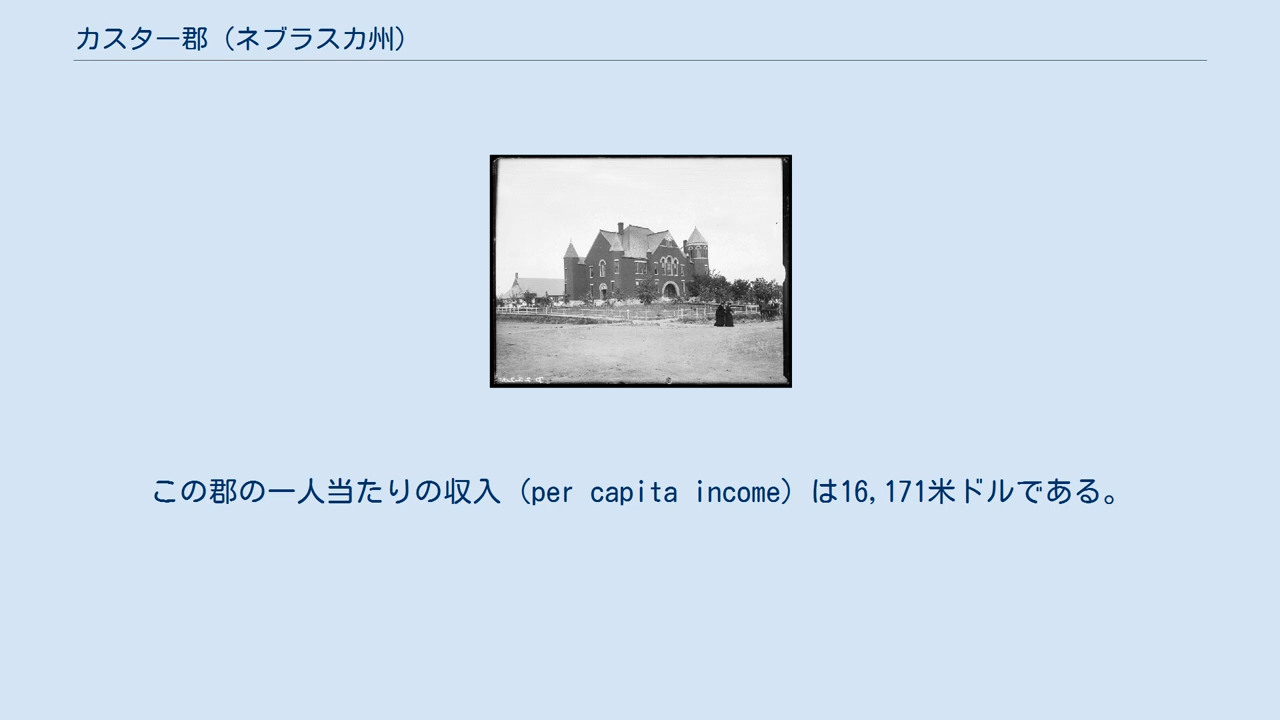 カスター郡（ネブラスカ州）
この郡の一人当たりの収入（per capita income）は16,171米ドルである。